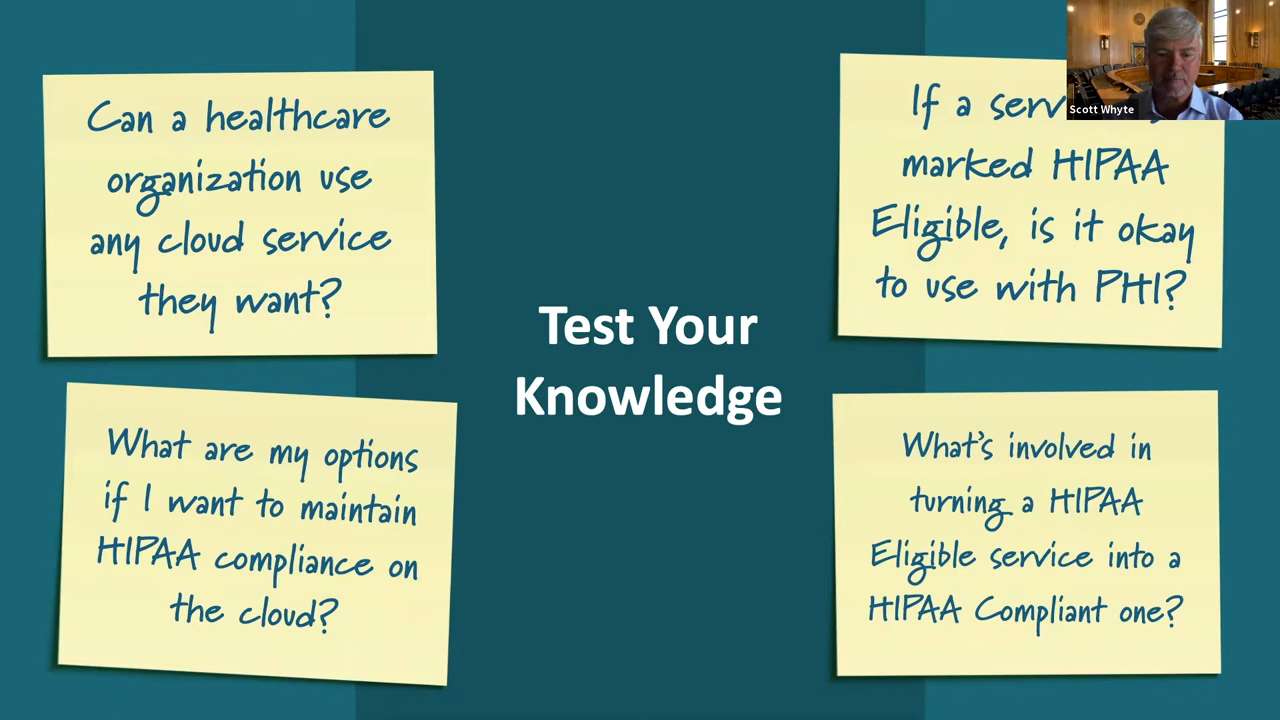 Can a healthcare
organization use
any cloud service
they want?
If a serv
marked HIPAA
Eligible, is it okay
to use with PHI?
Scott Whyte
Test Your
Knowledge
What are my options
if I want to maintain
HIPAA compliance on
the cloud?
What's involved in
turning a HIPAA
Eligible service into a
HIPAA Compliant one?